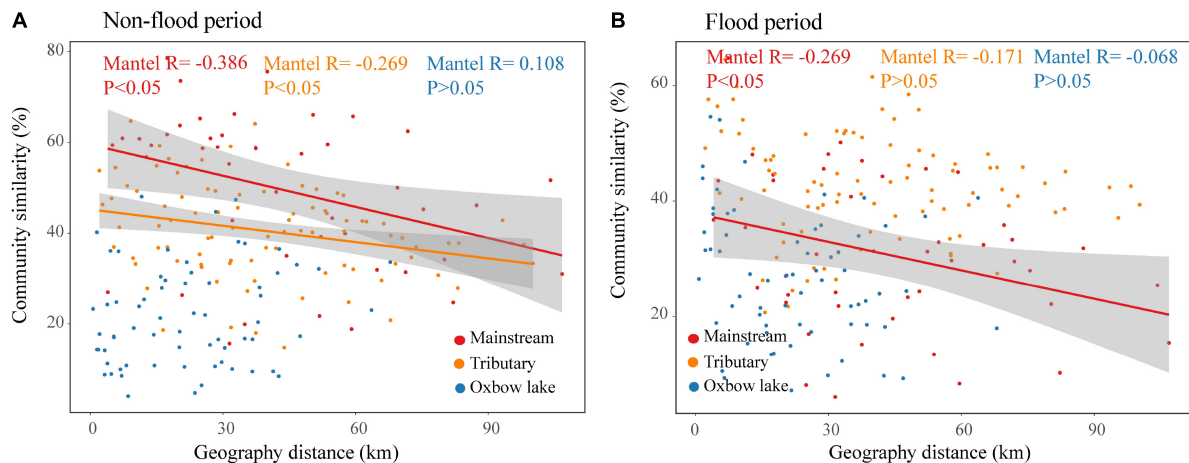 A
Non-flood period
Mantel R= -0.386
P<0.05
Mantel R= -0.269
P<0.05
Mantel R= 0.108
P>0.05
Community similarity (%)
80
60
40
20
Mainstream
Tributary
Oxbow lake
0 30 60 90
Geography distance (km)
B
Flood period
Mantel R= -0.269
P<0.05
Mantel R= -0.171
P>0.05
Mantel R= -0.068
P>0.05
Community similarity (%)
60
40
20
Mainstream
Tributary
Oxbow lake
0 30 60 90
Geography distance (km)